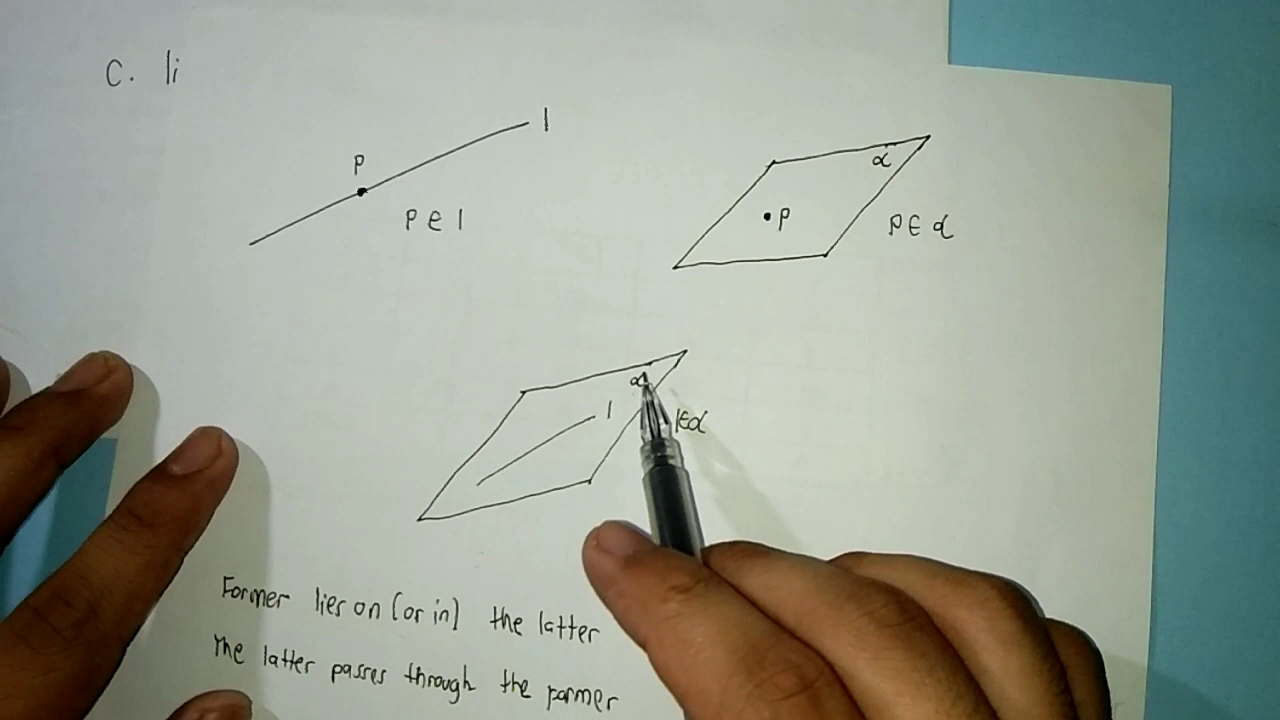 C. li
l
P
P ∈ l
α
P
P ∈ α
α
l
l ∈ α
Former lies on (or in) the latter
The latter passes through the former